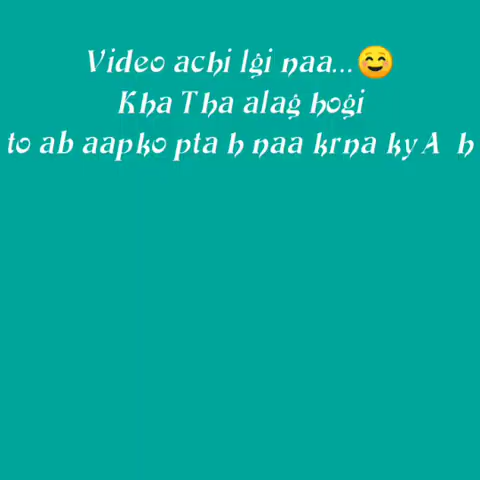 Video achi lgi naa...☺️
Kha Tha alag hogi
to ab aapko pta h naa krna kyA h